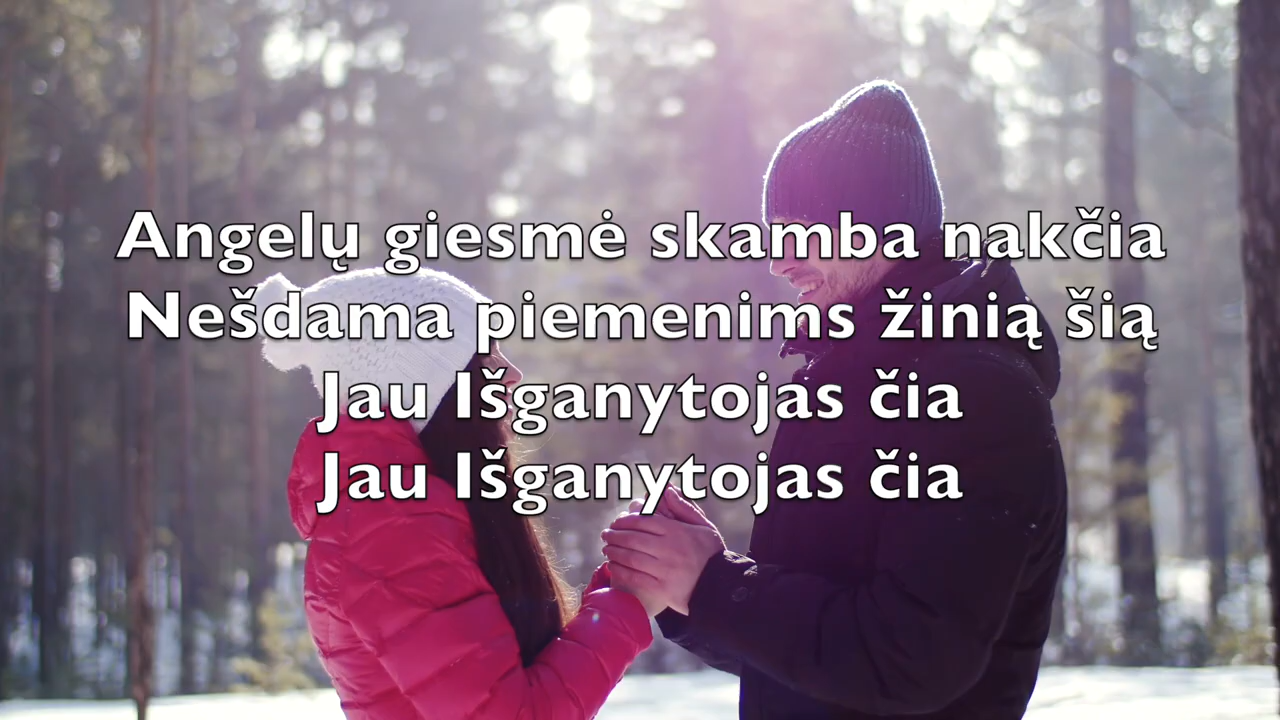 Angelų giesmė skamba nakčia
Nešdama piemenims žinią šią
Jau Išganytojas čia
Jau Išganytojas čia